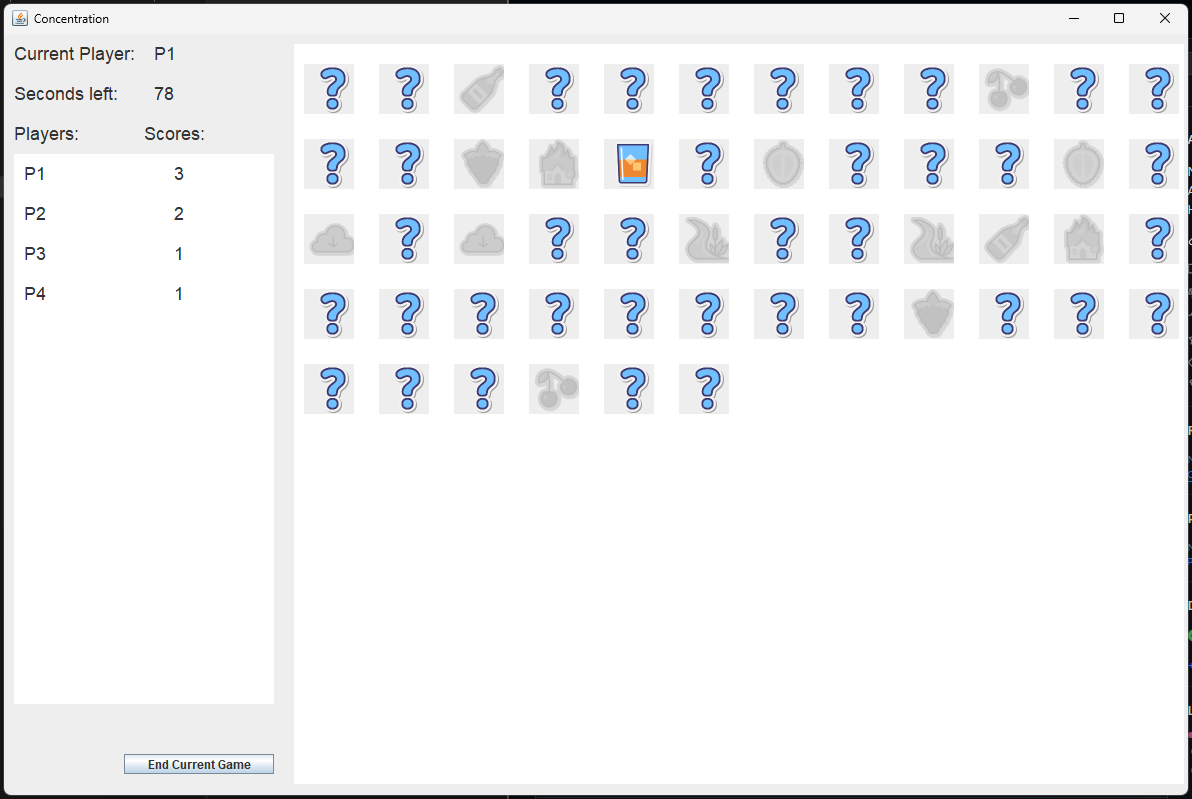 Concentration
Current Player: P1
Seconds left: 78
Players: Scores:
P1 3
P2 2
P3 1
P4 1
End Current Game